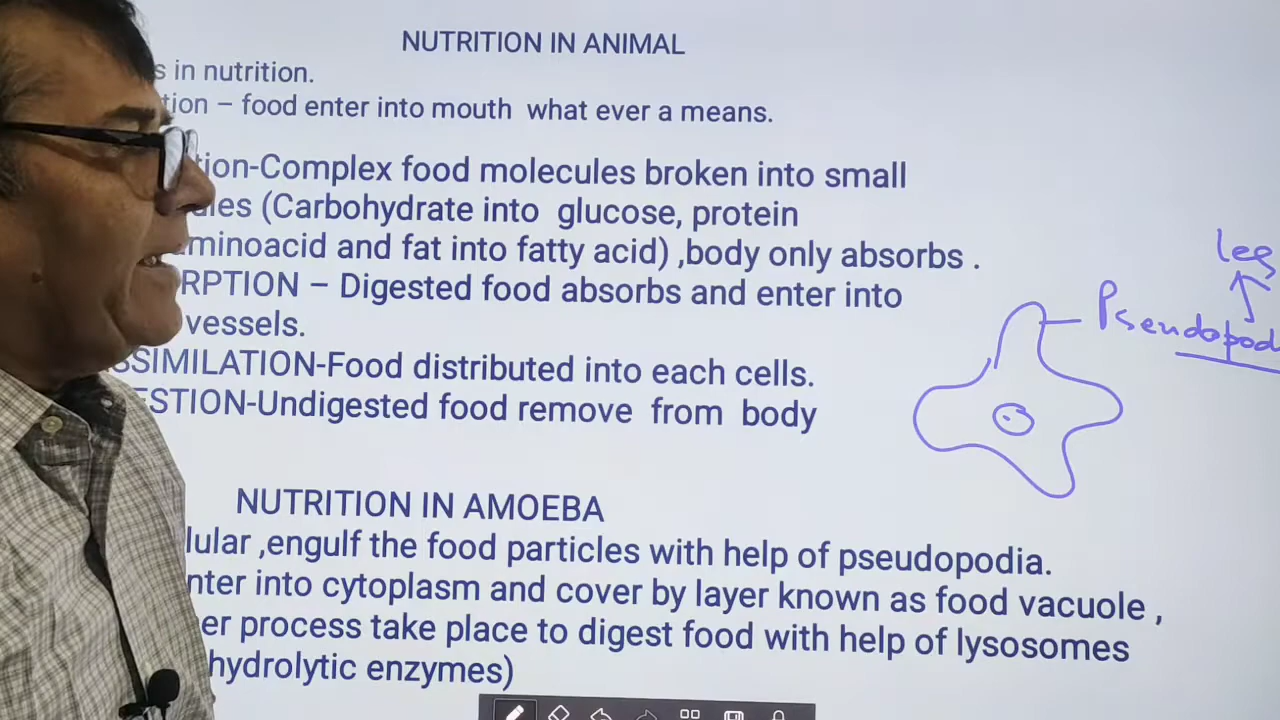 NUTRITION IN ANIMAL
s in nutrition.
tion – food enter into mouth what ever a means.
tion-Complex food molecules broken into small
ules (Carbohydrate into glucose, protein
minoacid and fat into fatty acid) ,body only absorbs .
RPTION – Digested food absorbs and enter into
vessels.
SSIMILATION-Food distributed into each cells.
ESTION-Undigested food remove from body
leg
Pseudopod
NUTRITION IN AMOEBA
lular ,engulf the food particles with help of pseudopodia.
nter into cytoplasm and cover by layer known as food vacuole ,
er process take place to digest food with help of lysosomes
hydrolytic enzymes)